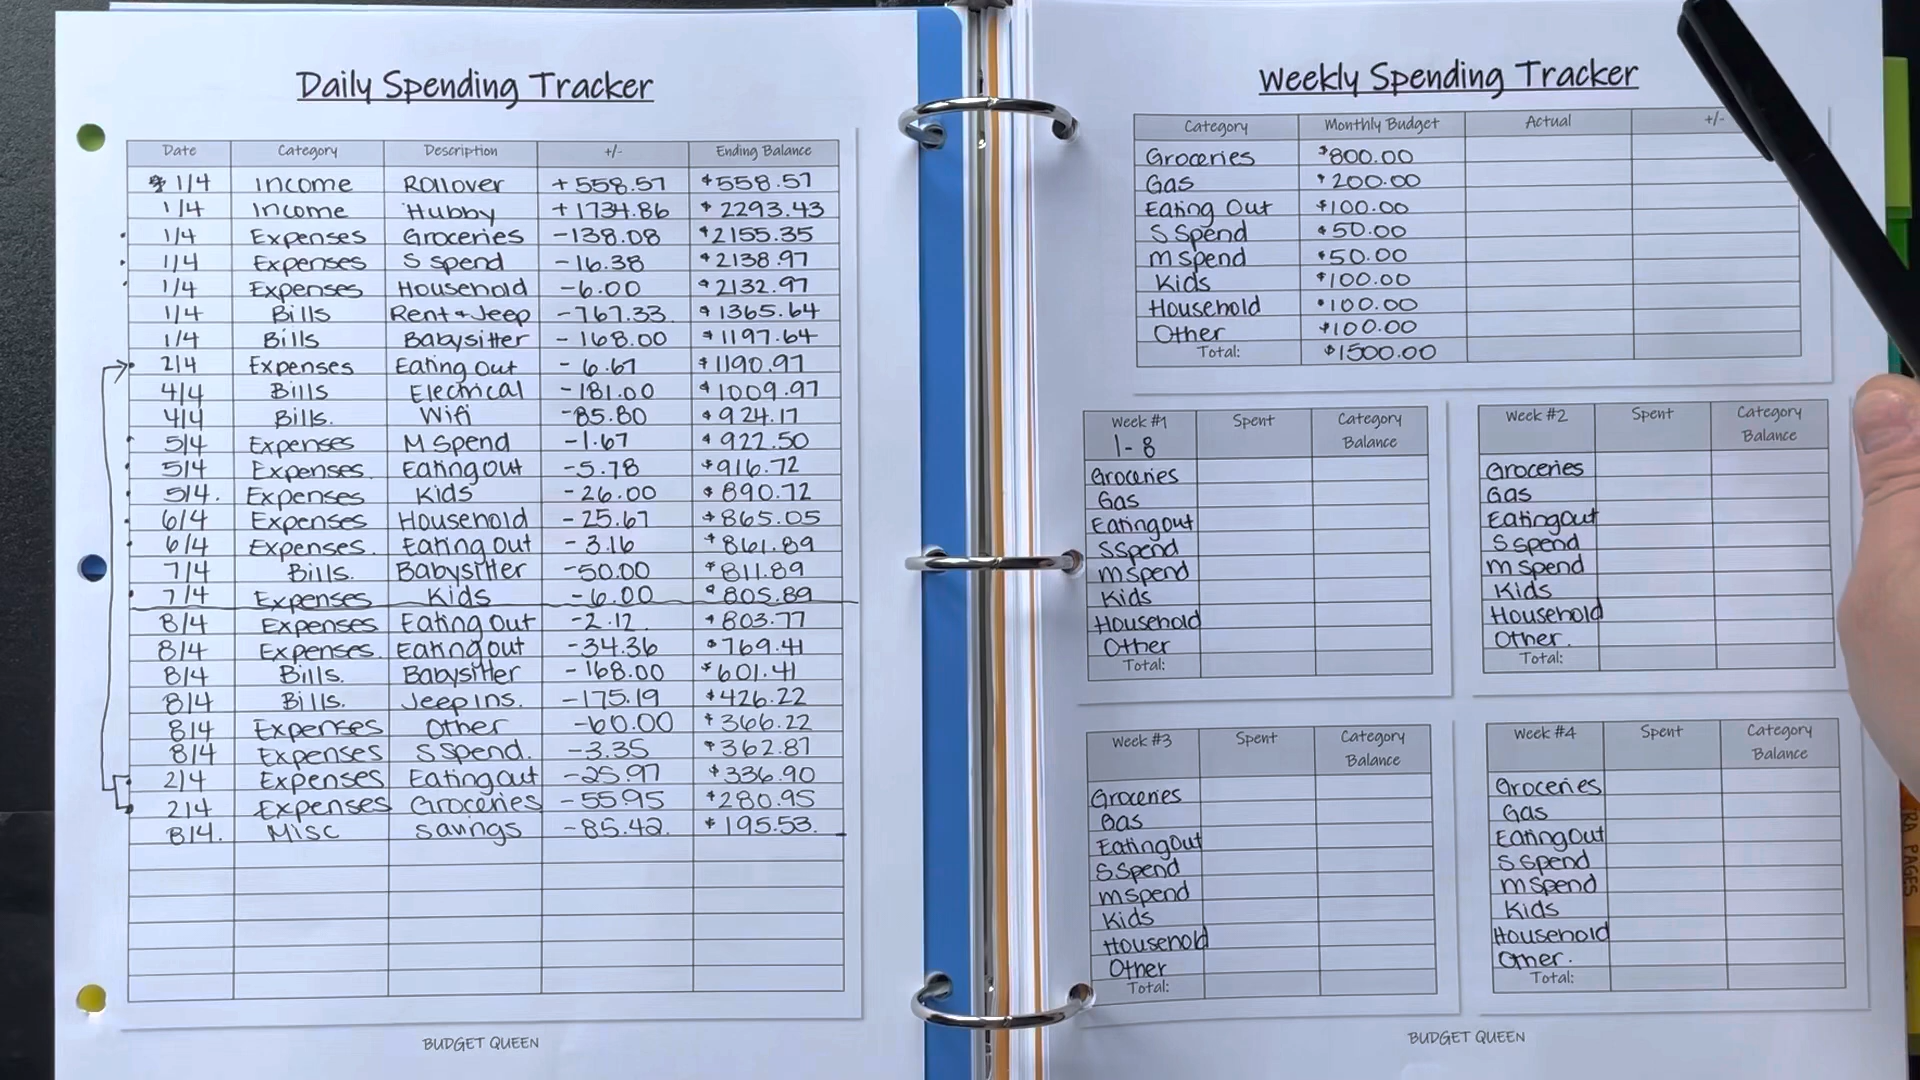 Daily Spending Tracker
Date Category Description +/- Ending Balance
1/4 Income Rollover +558.57 $558.57
1/4 Income Hubby +1734.86 $2293.43
1/4 Expenses Groceries -138.08 $2155.35
1/4 Expenses S spend -16.38 $2138.97
1/4 Expenses Household -6.00 $2132.97
1/4 Bills Rent + Jeep -767.33 $1365.64
1/4 Bills Babysitter -168.00 $1197.64
2/4 Expenses Eating Out -6.67 $1190.97
4/4 Bills Electrical -181.00 $1009.97
4/4 Bills. Wifi -85.80 $924.17
5/4 Expenses M Spend -1.67 $922.50
5/4 Expenses. Eating Out -5.78 $916.72
5/4. Expenses Kids -26.00 $890.72
6/4 Expenses Household -25.67 $865.05
6/4 Expenses. Eating Out -3.16 $861.89
7/4 Bills. Babysitter -50.00 $811.89
7/4 Expenses Kids -6.00 $805.89
8/4 Expenses Eating Out -2.12 $803.77
8/4 Expenses. Eating out -34.36 $769.41
8/4 Bills. Babysitter -168.00 $601.41
8/4 Bills. Jeep Ins. -175.19 $426.22
8/4 Expenses Other -60.00 $366.22
8/4 Expenses S Spend. -3.35 $362.87
2/4 Expenses Eating out -25.97 $336.90
2/4 Expenses Groceries -55.95 $280.95
8/4. Misc Savings -85.42. $195.53.
BUDGET QUEEN
Weekly Spending Tracker
Category Monthly Budget Actual +/-
Groceries $800.00
Gas $200.00
Eating Out $100.00
S Spend $50.00
M Spend $50.00
Kids $100.00
Household $100.00
Other $100.00
Total: $1500.00
Week #1 Spent Category Balance
1-8
Groceries
Gas
Eating out
S Spend
M Spend
Kids
Household
Other
Total:
Week #2 Spent Category Balance
Groceries
Gas
Eating Out
S Spend
M Spend
Kids
Household
Other.
Total:
Week #3 Spent Category Balance
Groceries
Gas
Eating Out
S Spend
M Spend
Kids
Household
Other
Total:
Week #4 Spent Category Balance
Groceries
Gas
Eating Out
S Spend
M Spend
Kids
Household
Other.
Total:
BUDGET QUEEN
PAGES